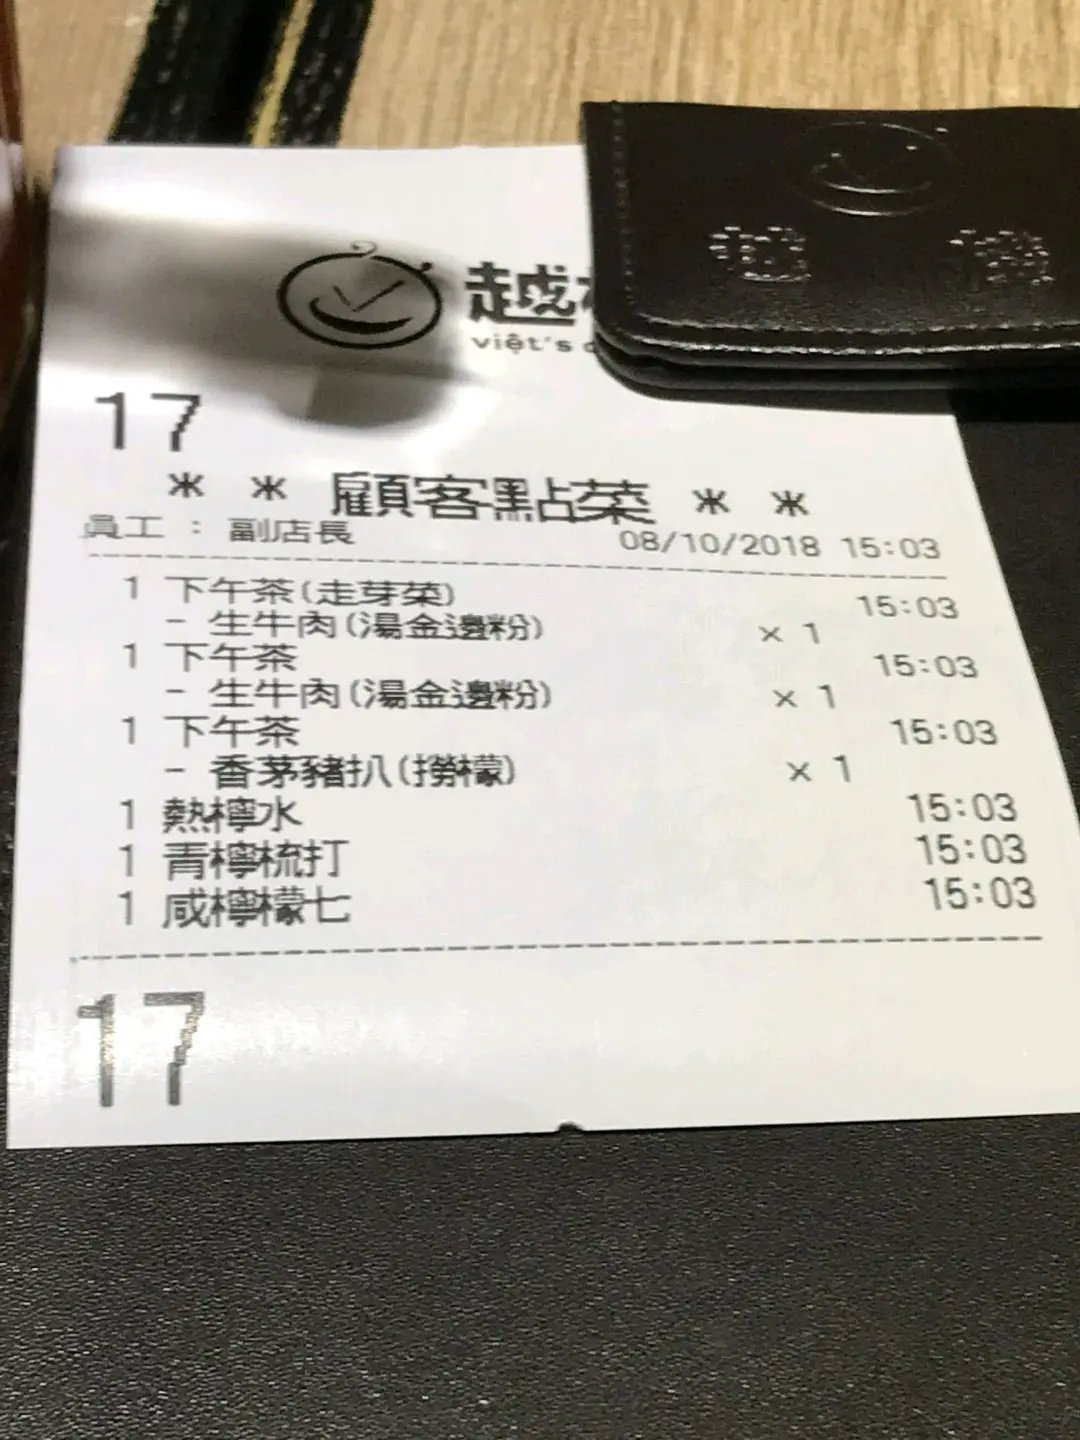 越
việt's
越 棧
17
** 顧客點菜 **
員工 : 副店長 08/10/2018 15:03
1 下午茶(走芽菜) 15:03
- 生牛肉(湯金邊粉) × 1
1 下午茶 15:03
- 生牛肉(湯金邊粉) × 1
1 下午茶 15:03
- 香茅豬扒(撈檬) × 1
1 熱檸水 15:03
1 青檸梳打 15:03
1 咸檸檬七 15:03
17